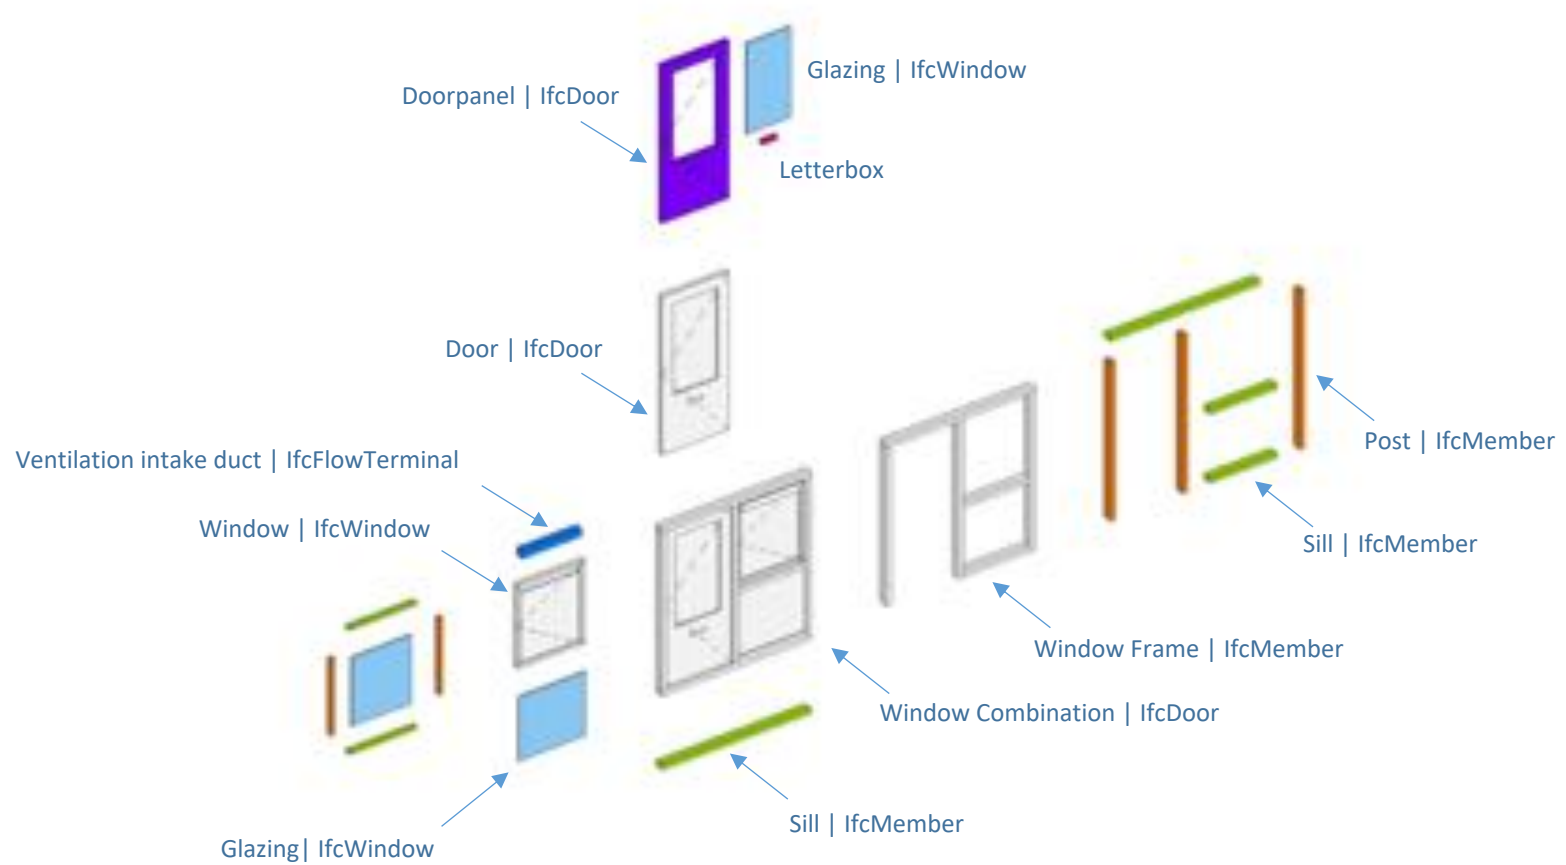 Glazing | IfcWindow
Doorpanel | IfcDoor
Letterbox
Door | IfcDoor
Post | IfcMember
Ventilation intake duct | IfcFlowTerminal
Window | IfcWindow
Sill | IfcMember
Window Frame | IfcMember
Window Combination | IfcDoor
Sill | IfcMember
Glazing| IfcWindow